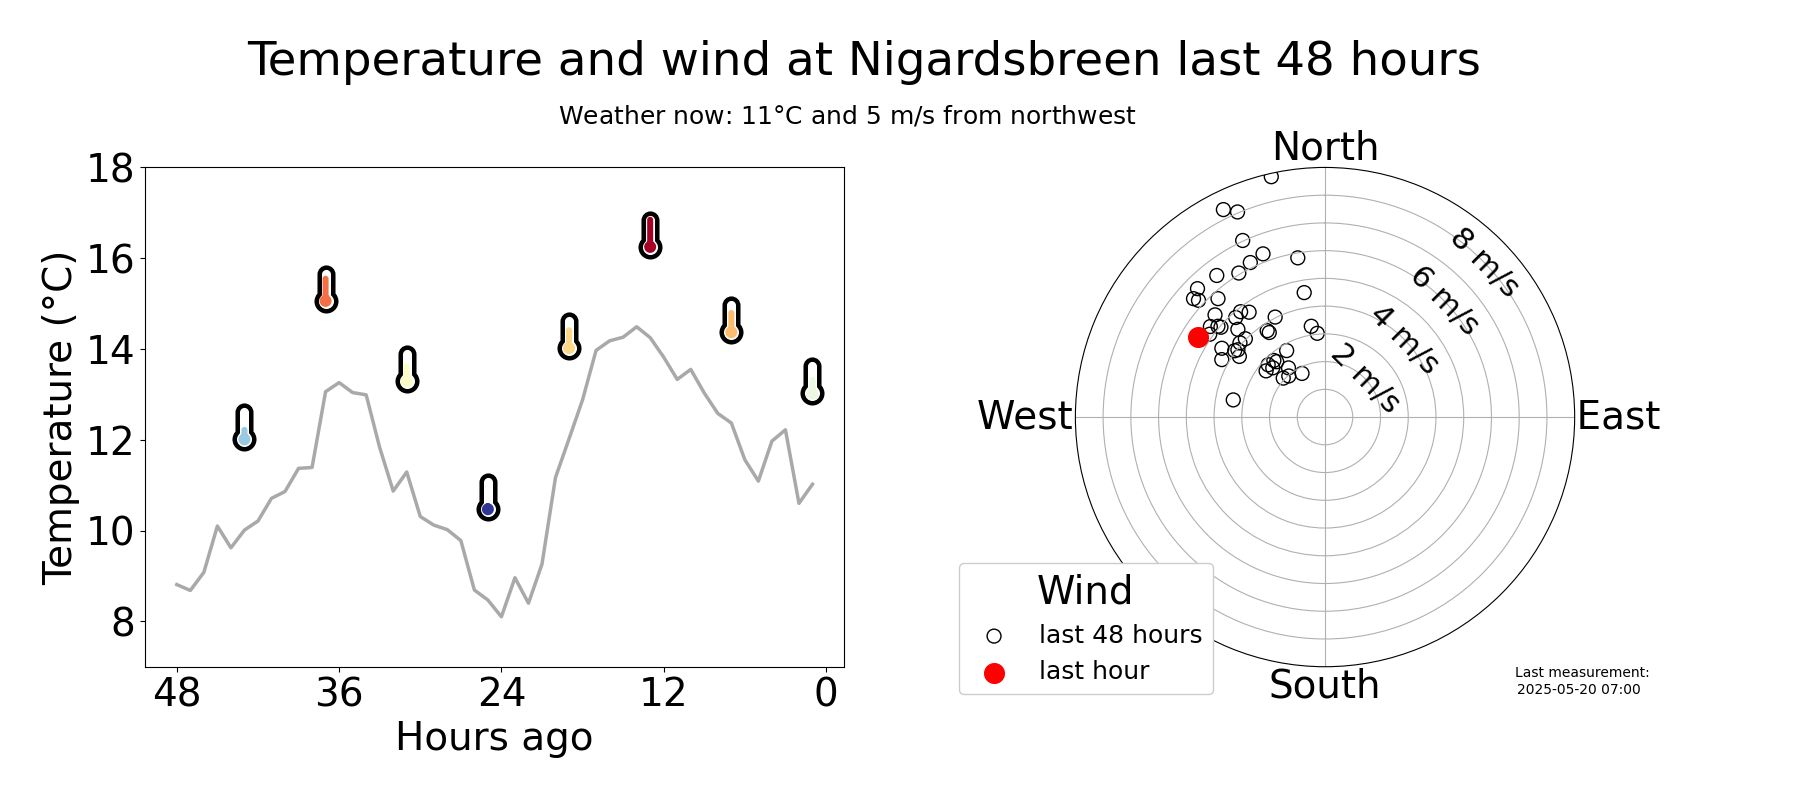 Temperature and wind at Nigardsbreen last 48 hours
Weather now: 11°C and 5 m/s from northwest
Temperature (°C)
18
16
14
12
10
8
48 36 24 12 0
Hours ago
North
West
East
South
8 m/s
6 m/s
4 m/s
2 m/s
Wind
last 48 hours
last hour
Last measurement:
2025-05-20 07:00